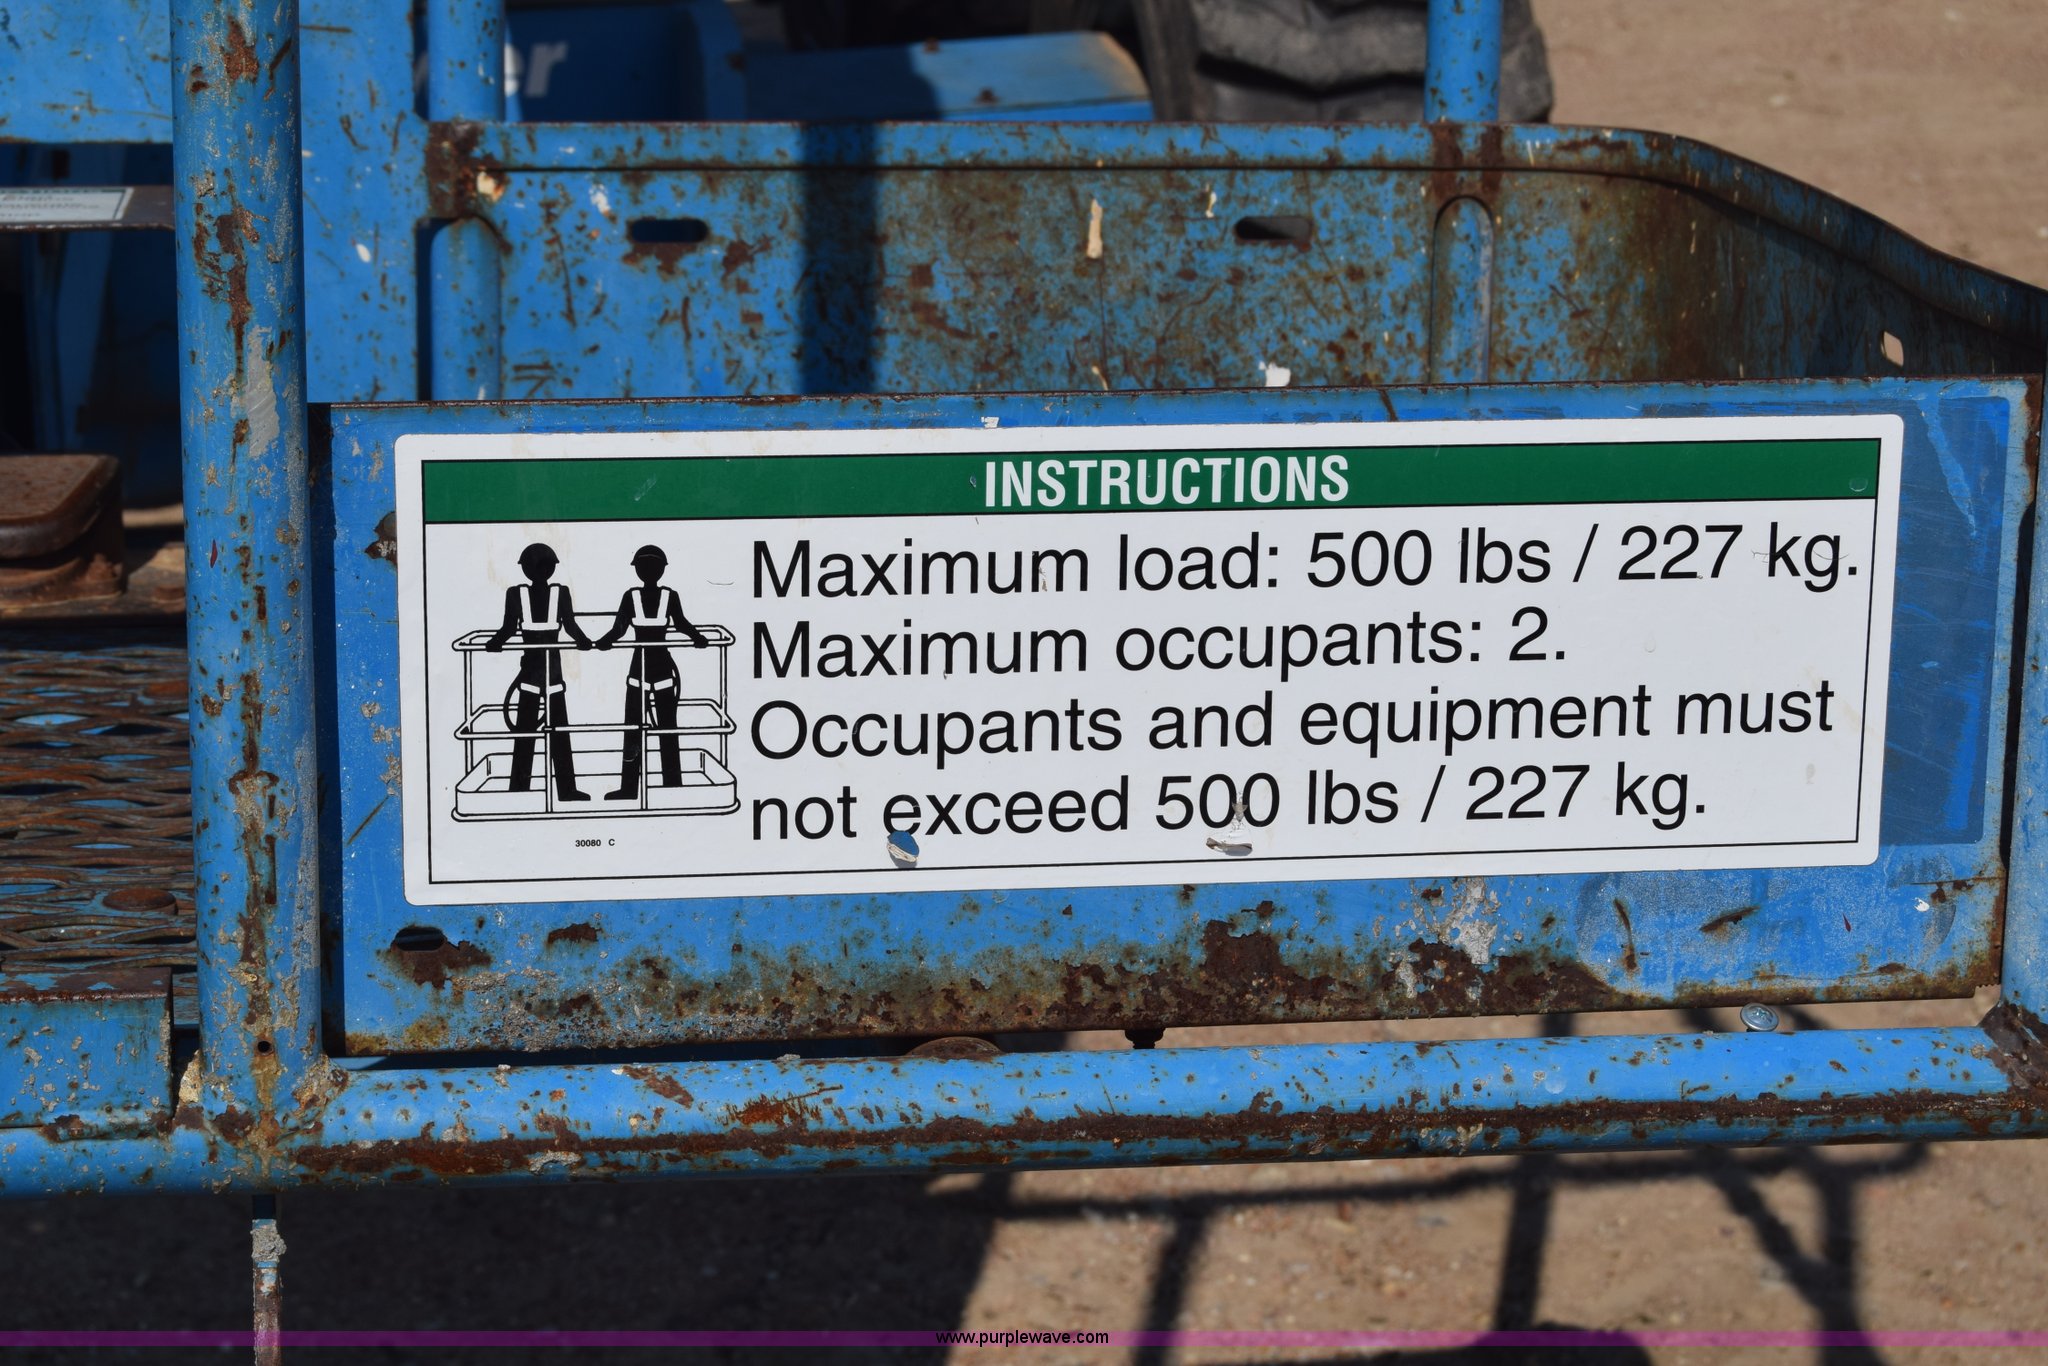 INSTRUCTIONS
Maximum load: 500 lbs / 227 kg.
Maximum occupants: 2.
Occupants and equipment must
not exceed 500 lbs / 227 kg.
30080 C
www.purplewave.com